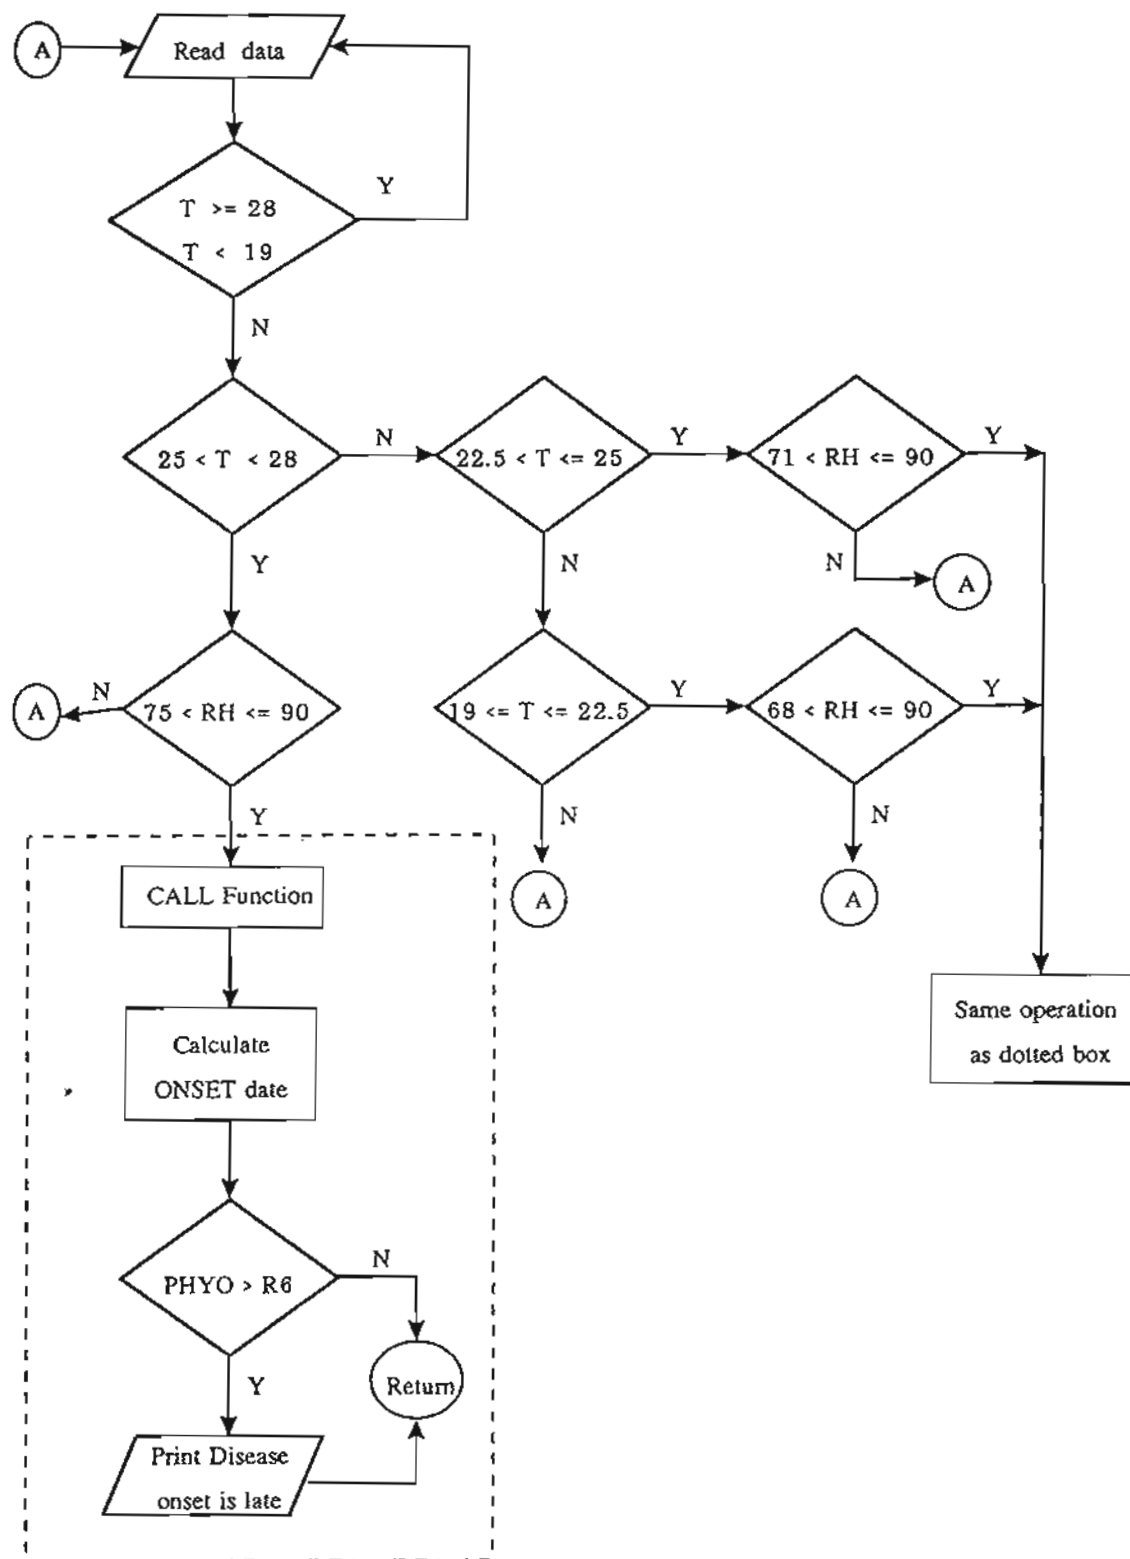 A
Read data
Y
T >= 28
T < 19
N
25 < T < 28
N
22.5 < T <= 25
Y
71 < RH <= 90
Y
Y
N
N
A
A
N
75 < RH <= 90
19 <= T <= 22.5
Y
68 < RH <= 90
Y
Y
N
N
A
A
CALL Function
Calculate
ONSET date
Same operation
as dotted box
PHYO > R6
N
Return
Y
Print Disease
onset is late